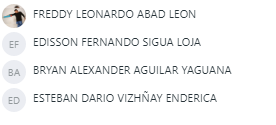 FREDDY LEONARDO ABAD LEON
EF EDISSON FERNANDO SIGUA LOJA
BA BRYAN ALEXANDER AGUILAR YAGUANA
ED ESTEBAN DARIO VIZHÑAY ENDERICA